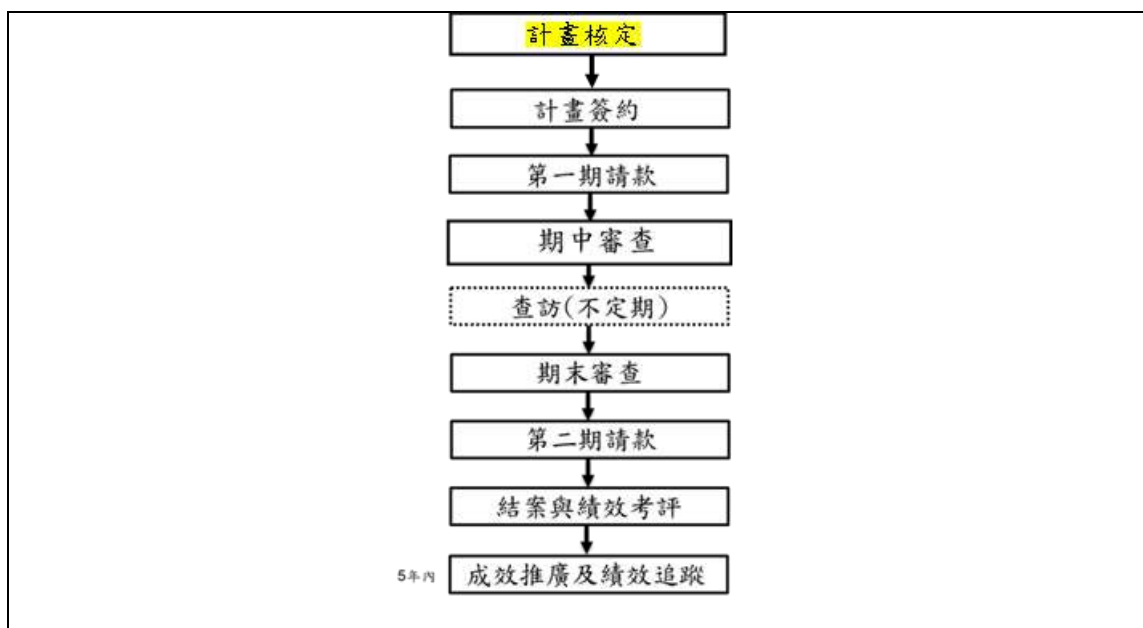 計畫核定
計畫簽約
第一期請款
期中審查
查訪(不定期)
期末審查
第二期請款
結案與績效考評
5年內 成效推廣及績效追蹤